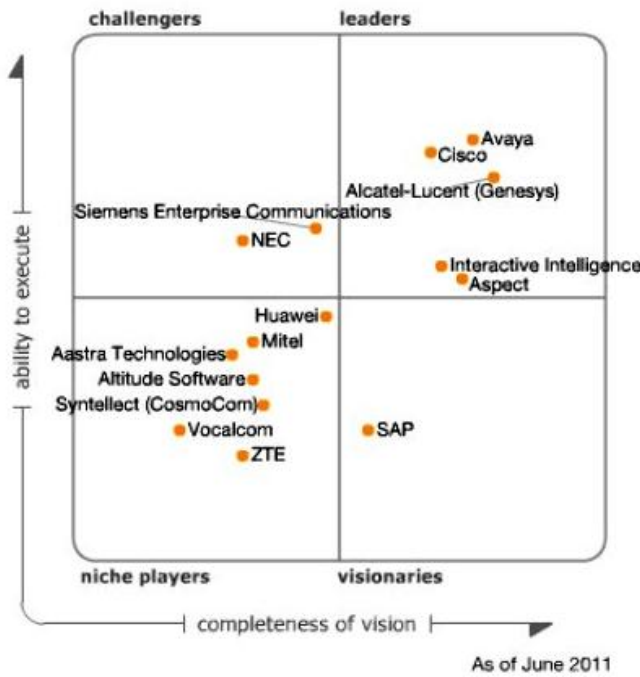 challengers
leaders
Avaya
Cisco
Alcatel-Lucent (Genesys)
Siemens Enterprise Communications
NEC
Interactive Intelligence
Aspect
ability to execute
Huawei
Mitel
Aastra Technologies
Altitude Software
Syntellect (CosmoCom)
Vocalcom
SAP
ZTE
niche players
visionaries
completeness of vision
As of June 2011